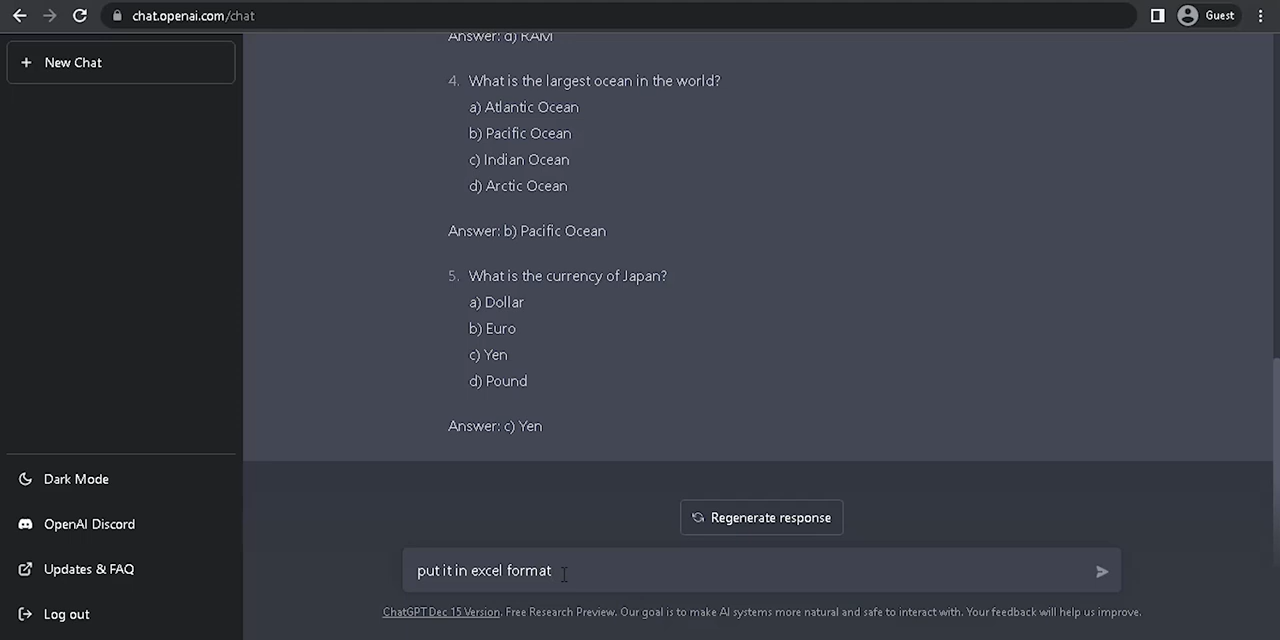 chat.openai.com/chat
Guest
New Chat
Answer: d) RAM
4. What is the largest ocean in the world?
a) Atlantic Ocean
b) Pacific Ocean
c) Indian Ocean
d) Arctic Ocean
Answer: b) Pacific Ocean
5. What is the currency of Japan?
a) Dollar
b) Euro
c) Yen
d) Pound
Answer: c) Yen
Dark Mode
OpenAI Discord
Updates & FAQ
Log out
Regenerate response
put it in excel format
ChatGPT Dec 15 Version. Free Research Preview. Our goal is to make AI systems more natural and safe to interact with. Your feedback will help us improve.